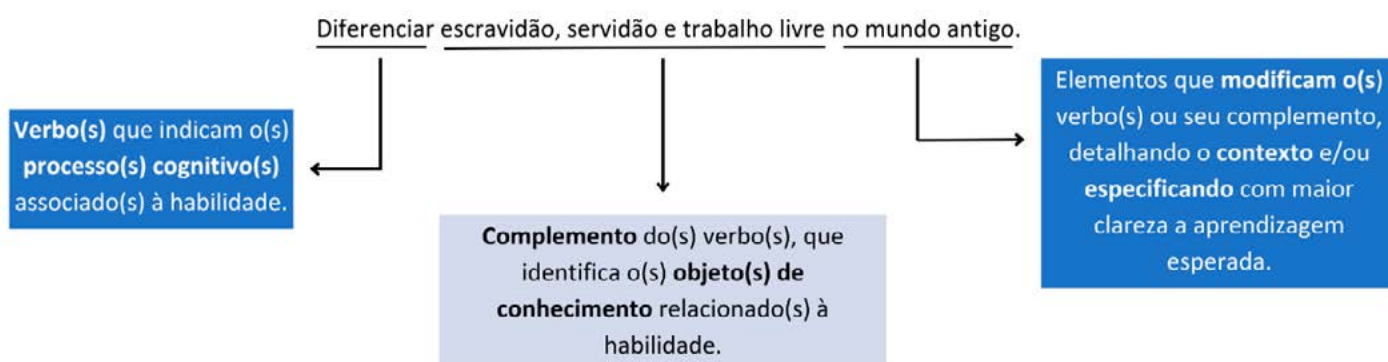 Diferenciar escravidão, servidão e trabalho livre no mundo antigo.
Verbo(s) que indicam o(s)
processo(s) cognitivo(s)
associado(s) à habilidade.
Complemento do(s) verbo(s), que
identifica o(s) objeto(s) de
conhecimento relacionado(s) à
habilidade.
Elementos que modificam o(s)
verbo(s) ou seu complemento,
detalhando o contexto e/ou
especificando com maior
clareza a aprendizagem
esperada.